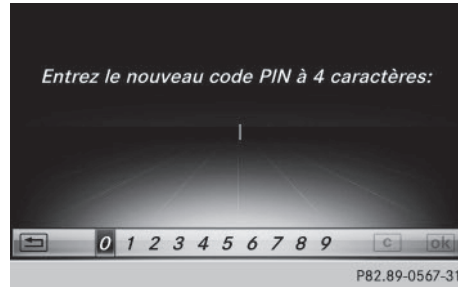 Entrez le nouveau code PIN à 4 caractères:
0 1 2 3 4 5 6 7 8 9 c ok
P82.89-0567-31